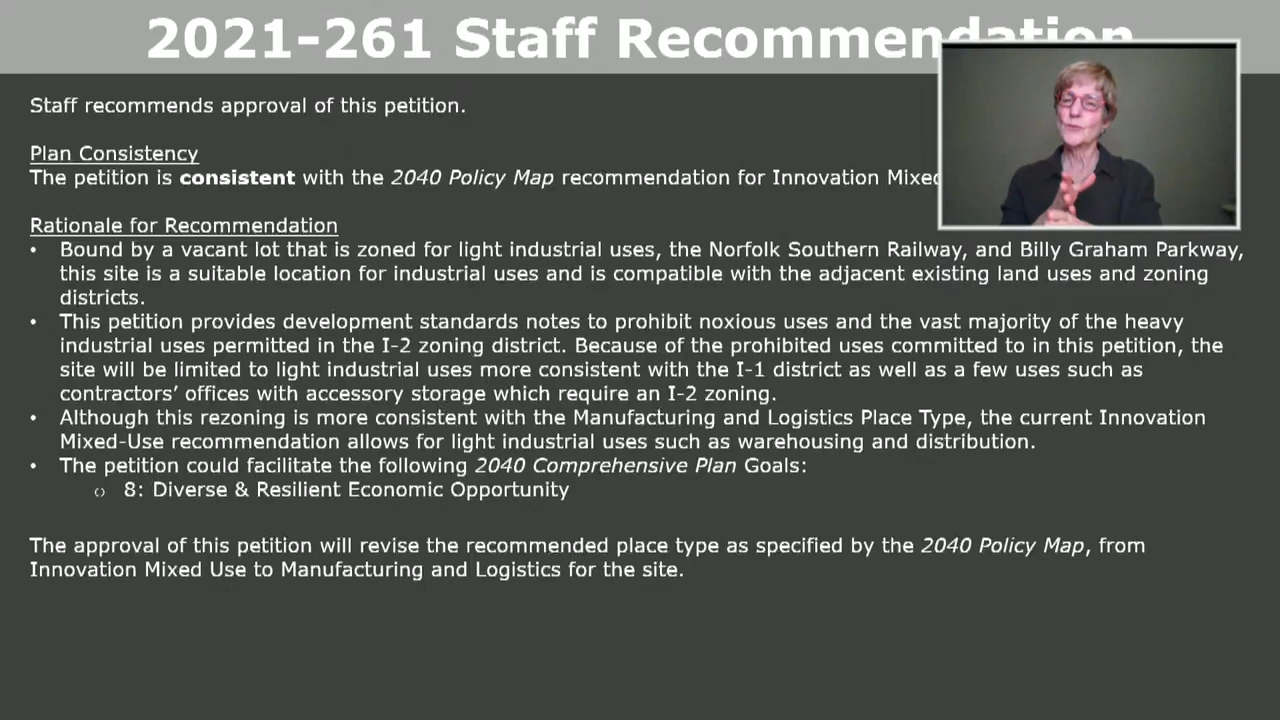 2021-261 Staff Recommendation
Staff recommends approval of this petition.
Plan Consistency
The petition is consistent with the 2040 Policy Map recommendation for Innovation Mixed
Rationale for Recommendation
• Bound by a vacant lot that is zoned for light industrial uses, the Norfolk Southern Railway, and Billy Graham Parkway,
this site is a suitable location for industrial uses and is compatible with the adjacent existing land uses and zoning
districts.
• This petition provides development standards notes to prohibit noxious uses and the vast majority of the heavy
industrial uses permitted in the I-2 zoning district. Because of the prohibited uses committed to in this petition, the
site will be limited to light industrial uses more consistent with the I-1 district as well as a few uses such as
contractors’ offices with accessory storage which require an I-2 zoning.
• Although this rezoning is more consistent with the Manufacturing and Logistics Place Type, the current Innovation
Mixed-Use recommendation allows for light industrial uses such as warehousing and distribution.
• The petition could facilitate the following 2040 Comprehensive Plan Goals:
8: Diverse & Resilient Economic Opportunity
The approval of this petition will revise the recommended place type as specified by the 2040 Policy Map, from
Innovation Mixed Use to Manufacturing and Logistics for the site.